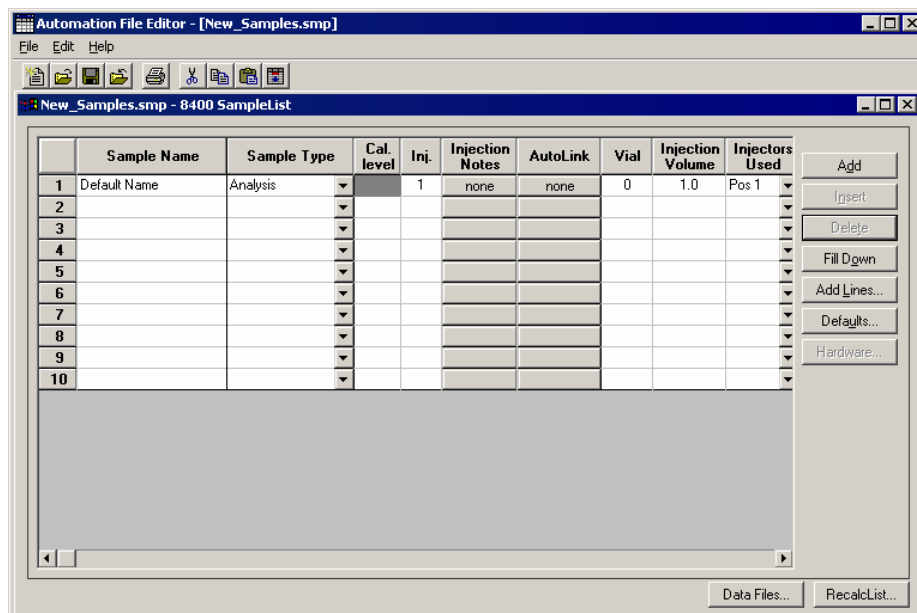 Automation File Editor - [New_Samples.smp]
File Edit Help
New_Samples.smp - 8400 SampleList
Sample Name Sample Type Cal. level Inj. Injection Notes AutoLink Vial Injection Volume Injectors Used
1 Default Name Analysis 1 none none 0 1.0 Pos 1
2
3
4
5
6
7
8
9
10
Add
Insert
Delete
Fill Down
Add Lines...
Defaults...
Hardware...
Data Files... RecalcList...